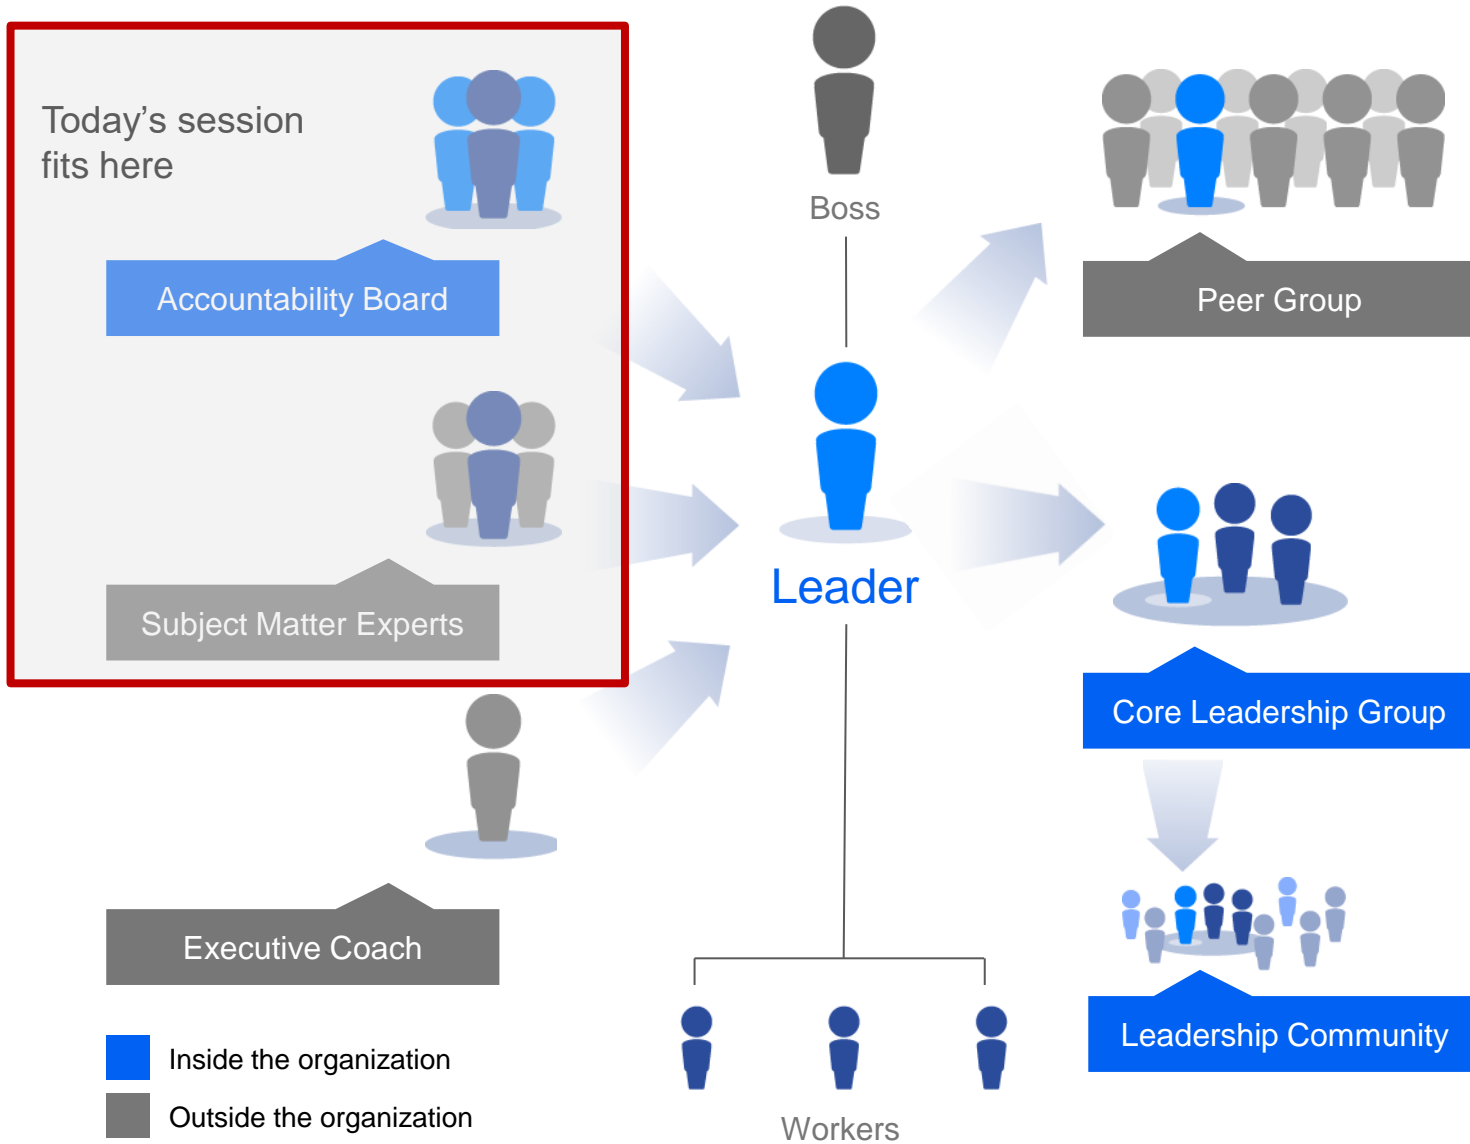 Today’s session
fits here
Accountability Board
Subject Matter Experts
Executive Coach
Inside the organization
Outside the organization
Boss
Leader
Workers
Peer Group
Core Leadership Group
Leadership Community